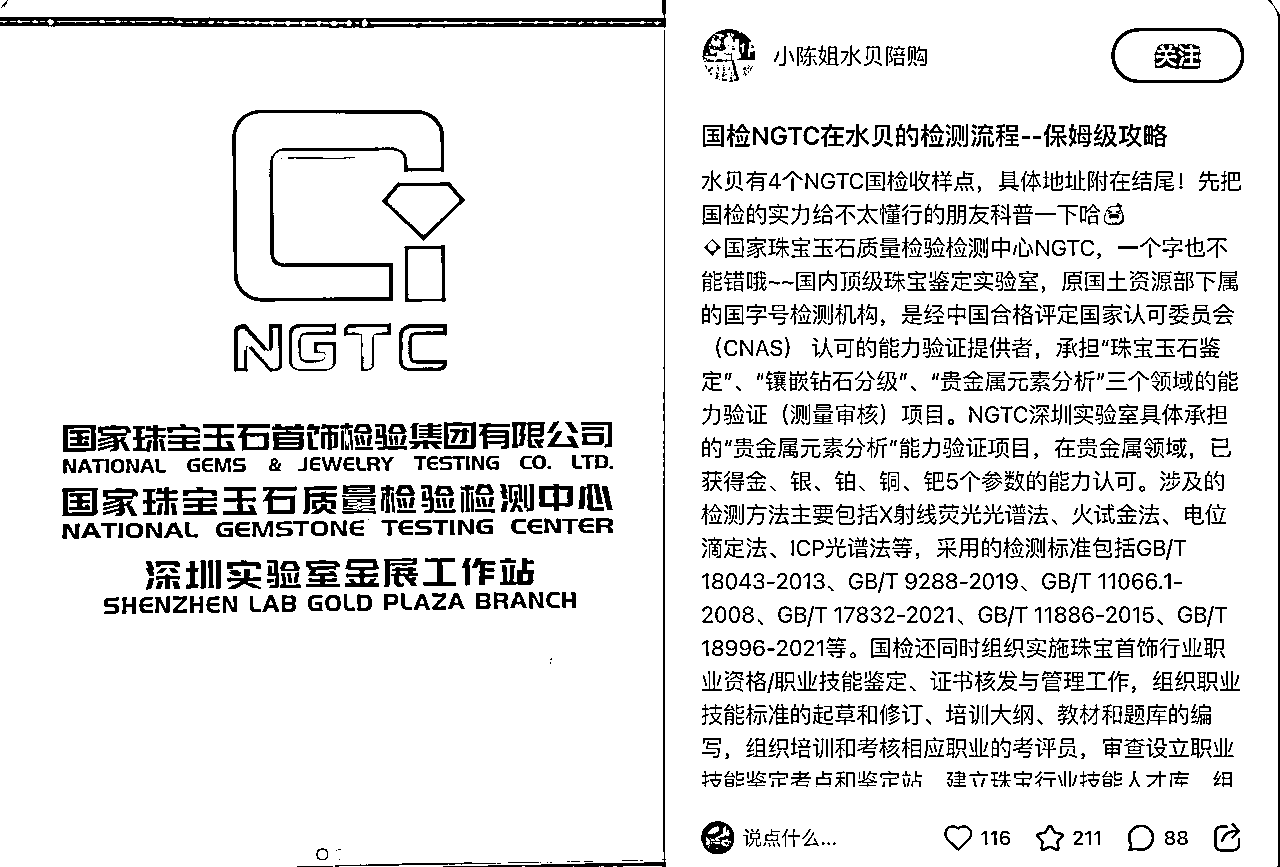 NGTC
国家珠宝玉石首饰检验集团有限公司
NATIONAL GEMS & JEWELRY TESTING CO. LTD.
国家珠宝玉石质量检验检测中心
NATIONAL GEMSTONE TESTING CENTER
深圳实验室金展工作站
SHENZHEN LAB GOLD PLAZA BRANCH
小陈姐水贝陪购
关注
国检NGTC在水贝的检测流程--保姆级攻略
水贝有4个NGTC国检收样点，具体地址附在结尾！先把
国检的实力给不太懂行的朋友科普一下哈
国家珠宝玉石质量检验检测中心NGTC，一个字也不
能错哦~~国内顶级珠宝鉴定实验室，原国土资源部下属
的国字号检测机构，是经中国合格评定国家认可委员会
（CNAS） 认可的能力验证提供者，承担“珠宝玉石鉴
定”、“镶嵌钻石分级”、“贵金属元素分析”三个领域的能
力验证（测量审核）项目。NGTC深圳实验室具体承担
的“贵金属元素分析”能力验证项目，在贵金属领域，已
获得金、银、铂、铜、钯5个参数的能力认可。涉及的
检测方法主要包括X射线荧光光谱法、火试金法、电位
滴定法、ICP光谱法等，采用的检测标准包括GB/T
18043-2013、GB/T 9288-2019、GB/T 11066.1-
2008、GB/T 17832-2021、GB/T 11886-2015、GB/T
18996-2021等。国检还同时组织实施珠宝首饰行业职
业资格/职业技能鉴定、证书核发与管理工作，组织职业
技能标准的起草和修订、培训大纲、教材和题库的编
写，组织培训和考核相应职业的考评员，审查设立职业
技能鉴定考点和鉴定站、建立珠宝行业技能人才库、组
说点什么...
116
211
88